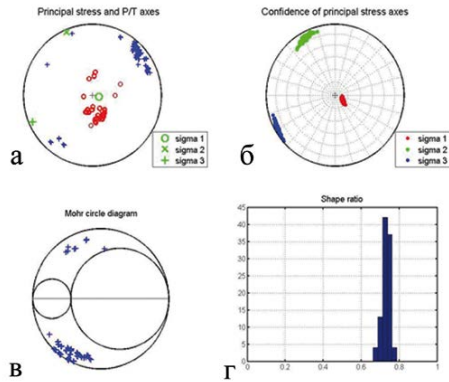 Principal stress and P/T axes
sigma 1
sigma 2
sigma 3
а
Confidence of principal stress axes
sigma 1
sigma 2
sigma 3
б
Mohr circle diagram
в
Shape ratio
45
40
35
30
25
20
15
10
5
0
0 0.2 0.4 0.6 0.8 1
г